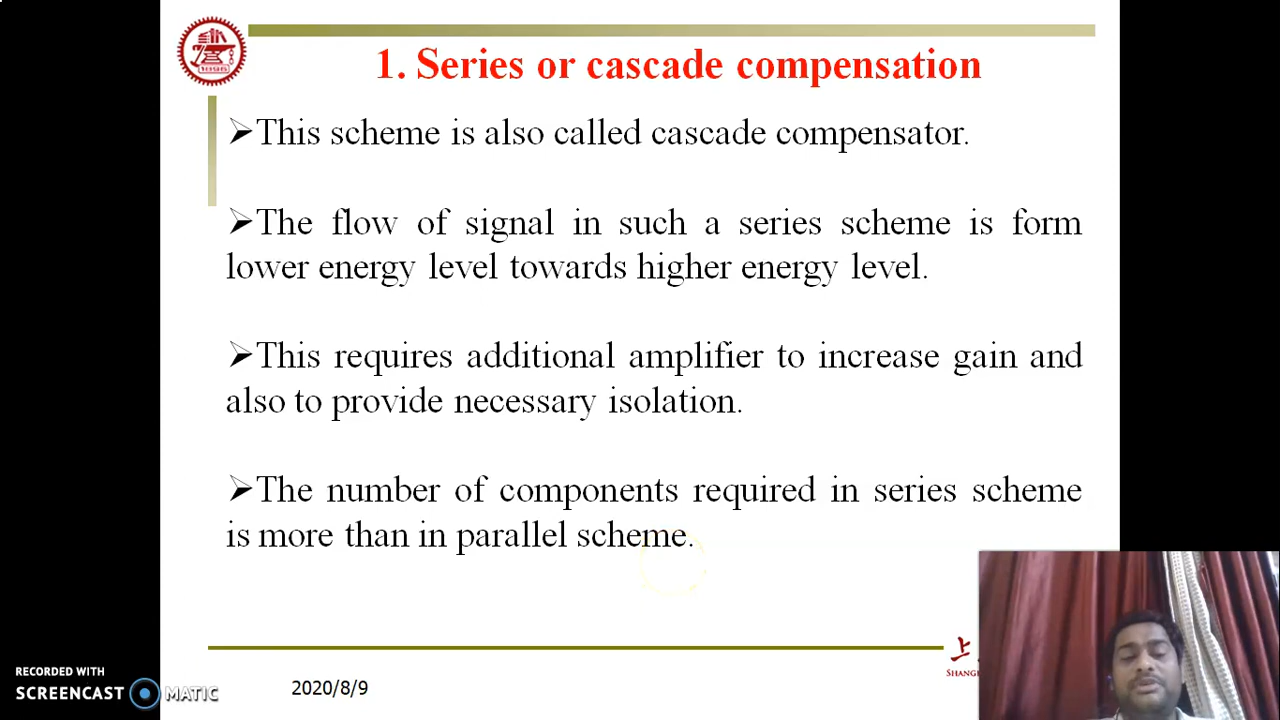 1. Series or cascade compensation
➢This scheme is also called cascade compensator.
➢The flow of signal in such a series scheme is form
lower energy level towards higher energy level.
➢This requires additional amplifier to increase gain and
also to provide necessary isolation.
➢The number of components required in series scheme
is more than in parallel scheme.
上
SHANG
RECORDED WITH
SCREENCAST MATIC
2020/8/9
1896